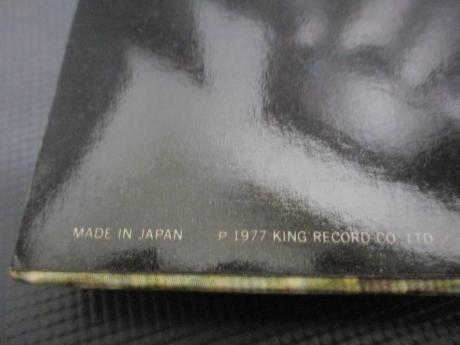 MADE IN JAPAN P 1977 KING RECORD CO. LTD